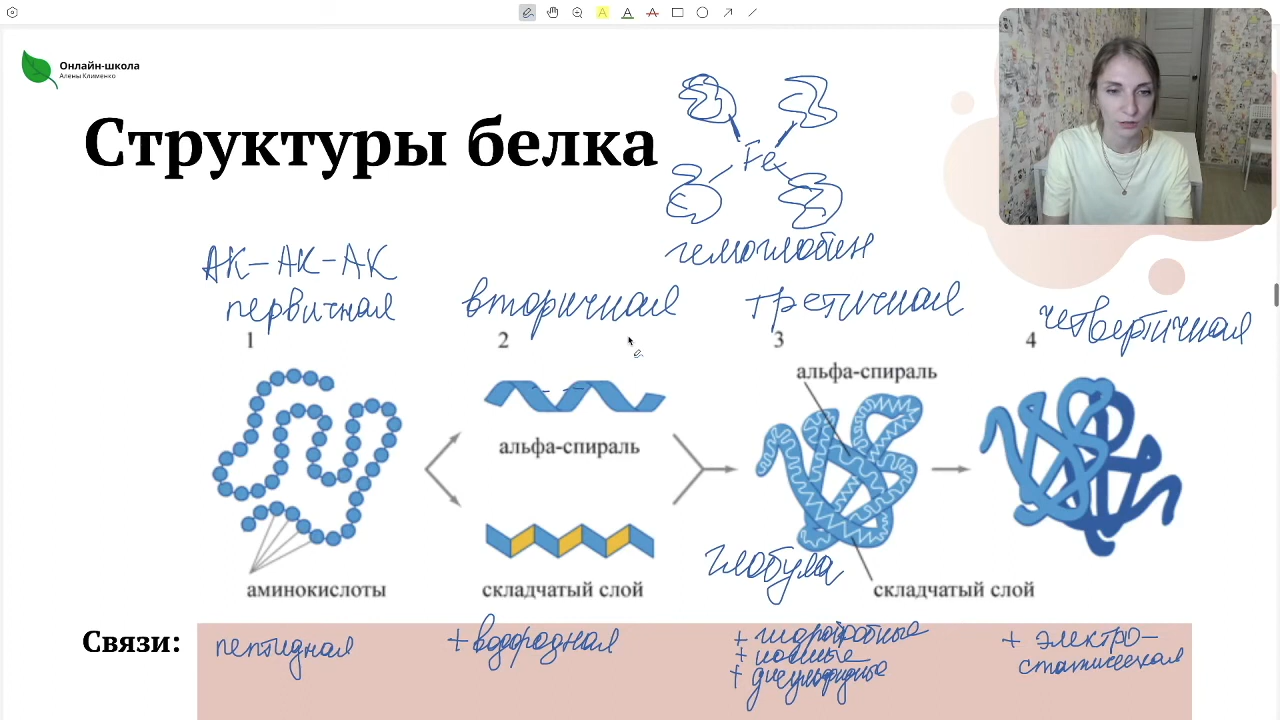 Онлайн-школа
Алены Клименко
Структуры белка
Fe
гемоглобин
АК – АК – АК
первичная
вторичная
третичная
четвертичная
1
2
3
4
альфа-спираль
альфа-спираль
аминокислоты
складчатый слой
глобула
складчатый слой
Связи:
пептидная
+ водородная
+ гидрофобные
+ ионные
+ дисульфидные
+ электро-
статическая